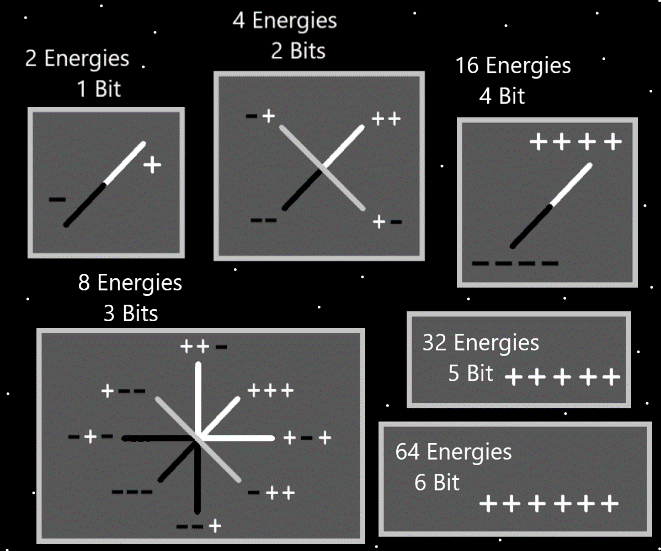 2 Energies
1 Bit
+
-
4 Energies
2 Bits
-+
++
--
+-
16 Energies
4 Bit
++++
----
8 Energies
3 Bits
++-
+--
+++
-+-
+-+
---
-++
--+
32 Energies
5 Bit +++++
64 Energies
6 Bit
++++++